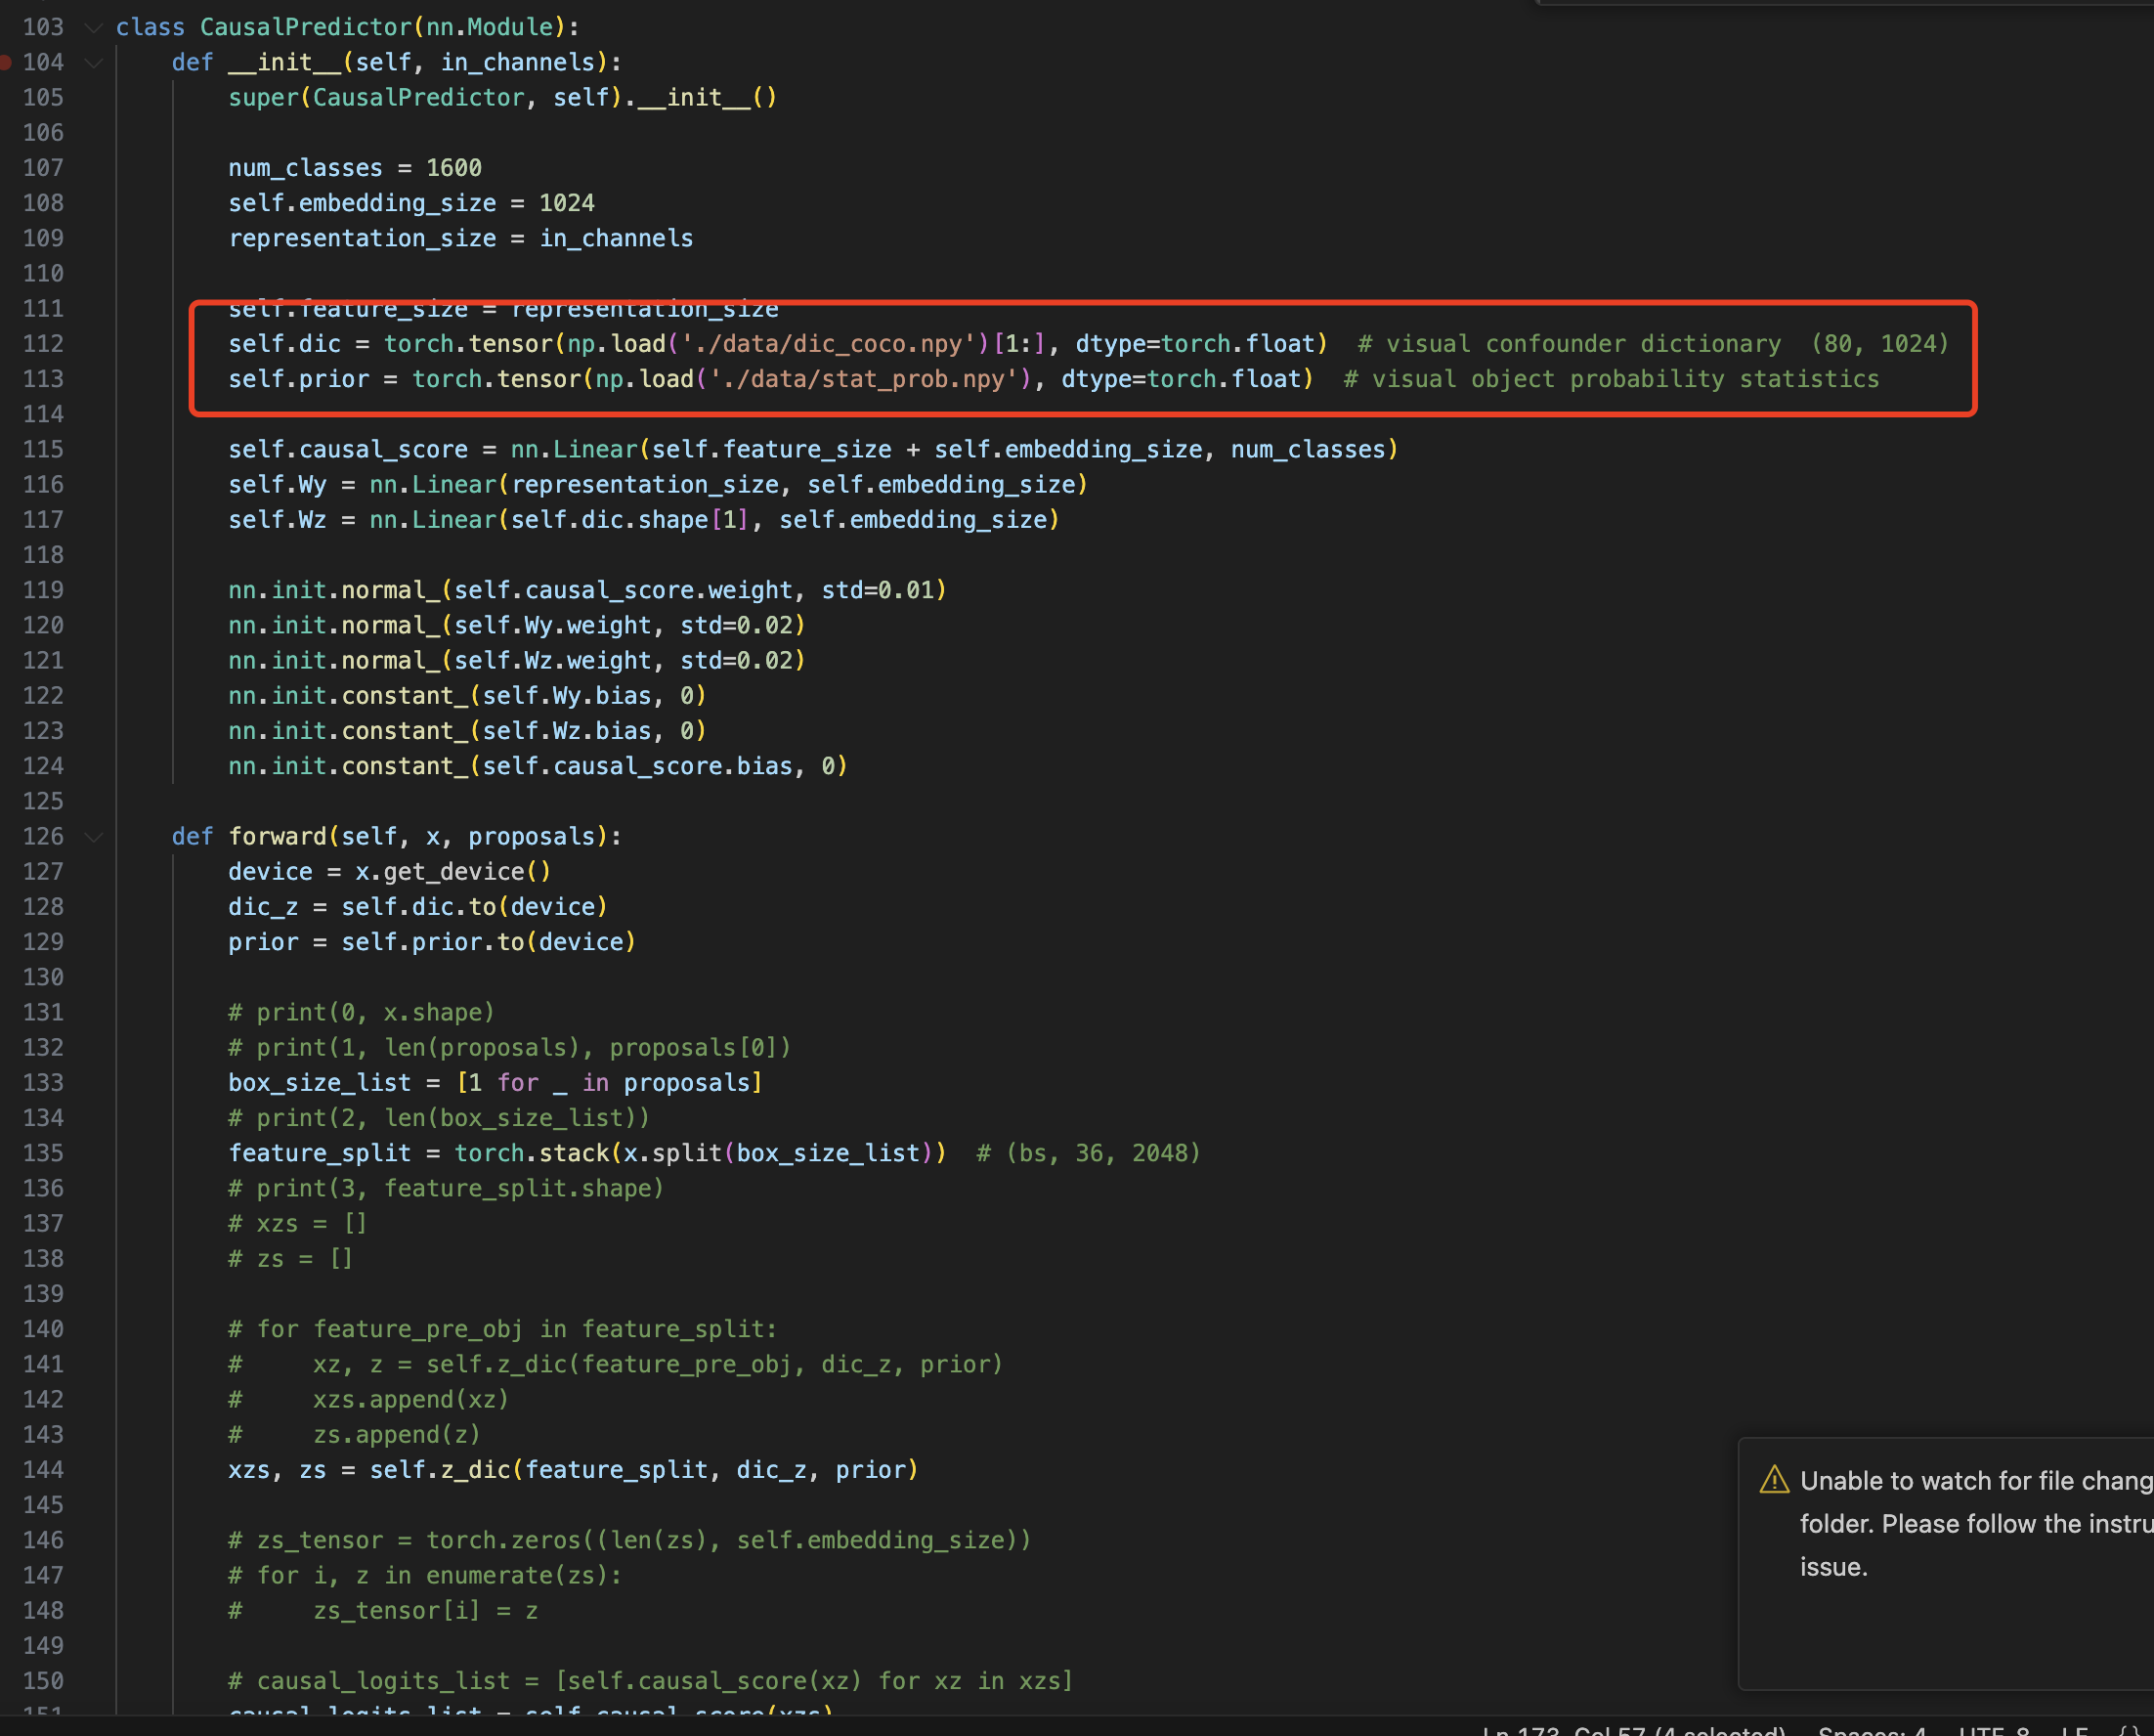 103 class CausalPredictor(nn.Module):
104 def __init__(self, in_channels):
105 super(CausalPredictor, self).__init__()
106
107 num_classes = 1600
108 self.embedding_size = 1024
109 representation_size = in_channels
110
111 self.feature_size = representation_size
112 self.dic = torch.tensor(np.load('./data/dic_coco.npy')[1:], dtype=torch.float)  # visual confounder dictionary  (80, 1024)
113 self.prior = torch.tensor(np.load('./data/stat_prob.npy'), dtype=torch.float)  # visual object probability statistics
114
115 self.causal_score = nn.Linear(self.feature_size + self.embedding_size, num_classes)
116 self.Wy = nn.Linear(representation_size, self.embedding_size)
117 self.Wz = nn.Linear(self.dic.shape[1], self.embedding_size)
118
119 nn.init.normal_(self.causal_score.weight, std=0.01)
120 nn.init.normal_(self.Wy.weight, std=0.02)
121 nn.init.normal_(self.Wz.weight, std=0.02)
122 nn.init.constant_(self.Wy.bias, 0)
123 nn.init.constant_(self.Wz.bias, 0)
124 nn.init.constant_(self.causal_score.bias, 0)
125
126 def forward(self, x, proposals):
127 device = x.get_device()
128 dic_z = self.dic.to(device)
129 prior = self.prior.to(device)
130
131 # print(0, x.shape)
132 # print(1, len(proposals), proposals[0])
133 box_size_list = [1 for _ in proposals]
134 # print(2, len(box_size_list))
135 feature_split = torch.stack(x.split(box_size_list))  # (bs, 36, 2048)
136 # print(3, feature_split.shape)
137 # xzs = []
138 # zs = []
139
140 # for feature_pre_obj in feature_split:
141 #     xz, z = self.z_dic(feature_pre_obj, dic_z, prior)
142 #     xzs.append(xz)
143 #     zs.append(z)
144 xzs, zs = self.z_dic(feature_split, dic_z, prior)
145
146 # zs_tensor = torch.zeros((len(zs), self.embedding_size))
147 # for i, z in enumerate(zs):
148 #     zs_tensor[i] = z
149
150 # causal_logits_list = [self.causal_score(xz) for xz in xzs]
151 causal_logits_list = self.causal_score(xzs)
Unable to watch for file chang
folder. Please follow the instru
issue.
Ln 173, Col 57 (4 selected) Spaces: 4 UTF-8 LF {}